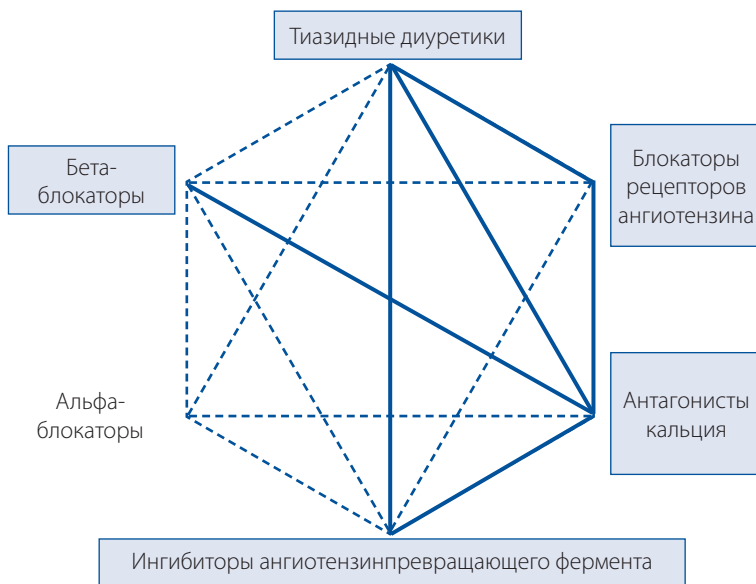 Тиазидные диуретики
Бета-
блокаторы
Блокаторы
рецепторов
ангиотензина
Альфа-
блокаторы
Антагонисты
кальция
Ингибиторы ангиотензинпревращающего фермента